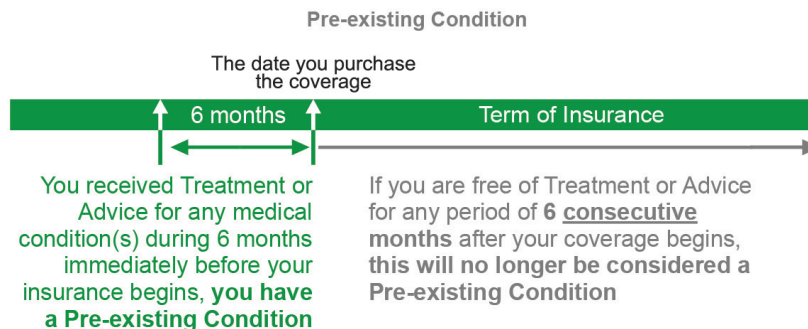 Pre-existing Condition
The date you purchase
the coverage
6 months
Term of Insurance
You received Treatment or
Advice for any medical
condition(s) during 6 months
immediately before your
insurance begins, you have
a Pre-existing Condition
If you are free of Treatment or Advice
for any period of 6 consecutive
months after your coverage begins,
this will no longer be considered a
Pre-existing Condition